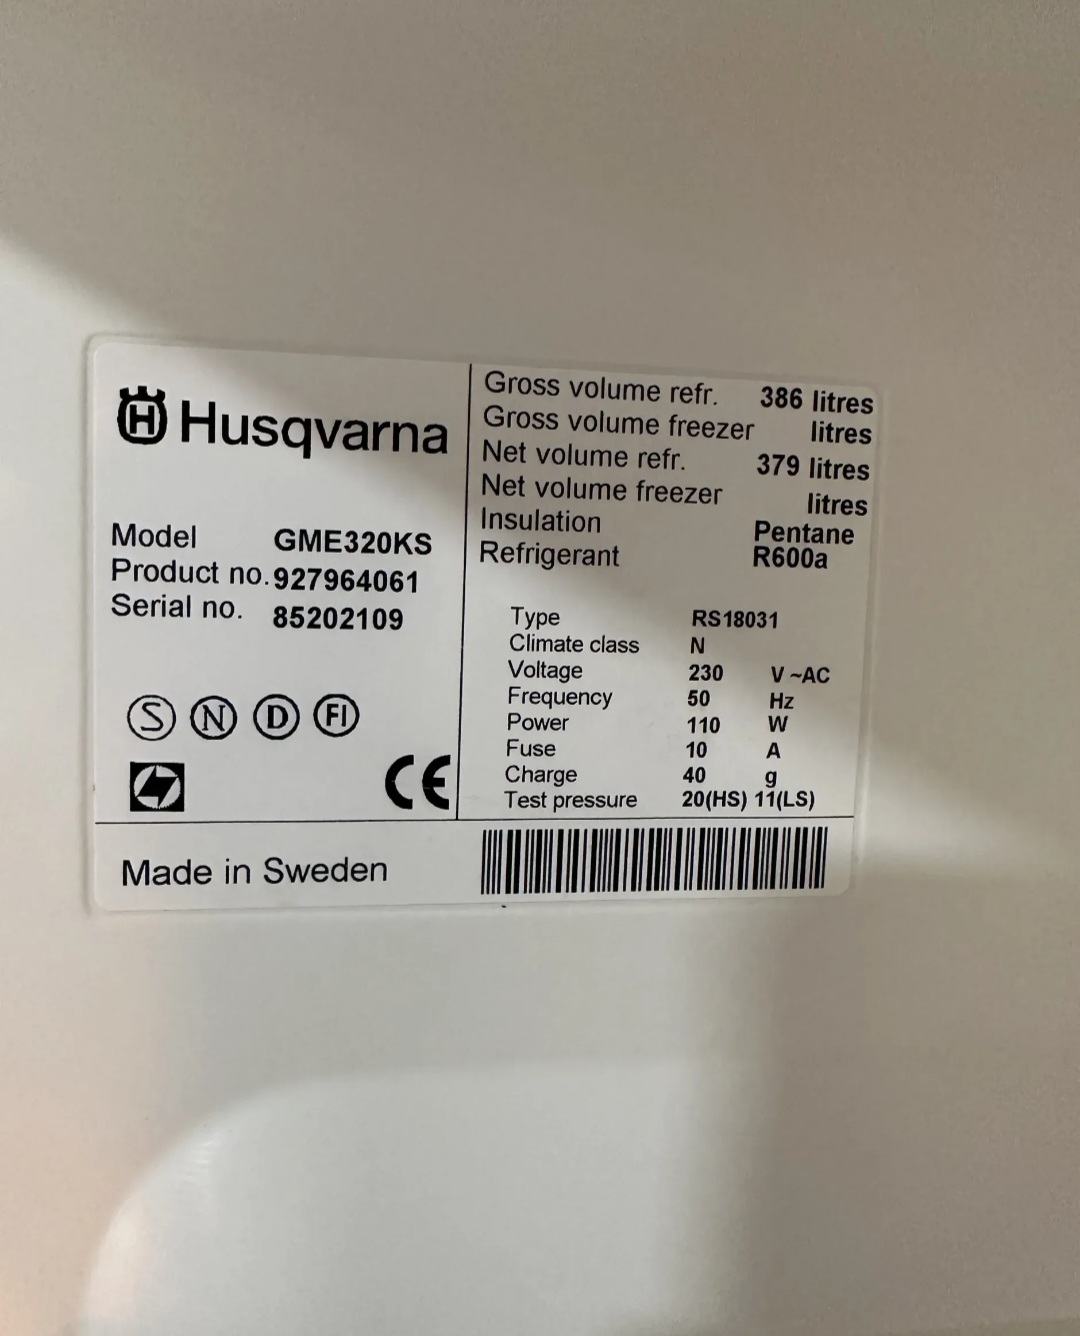 Husqvarna
Model GME320KS
Product no. 927964061
Serial no. 85202109
S N D FI
CE
Made in Sweden
Gross volume refr. 386 litres
Gross volume freezer litres
Net volume refr. 379 litres
Net volume freezer litres
Insulation Pentane
Refrigerant R600a
Type RS18031
Climate class N
Voltage 230 V ~AC
Frequency 50 Hz
Power 110 W
Fuse 10 A
Charge 40 g
Test pressure 20(HS) 11(LS)